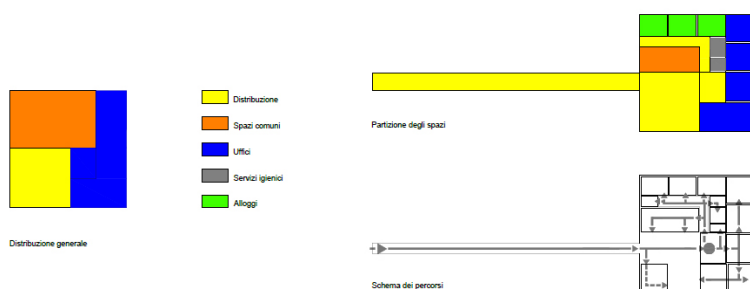 Distribuzione
Spazi comuni
Uffici
Servizi igienici
Alloggi
Distribuzione generale
Partizione degli spazi
Schema dei percorsi